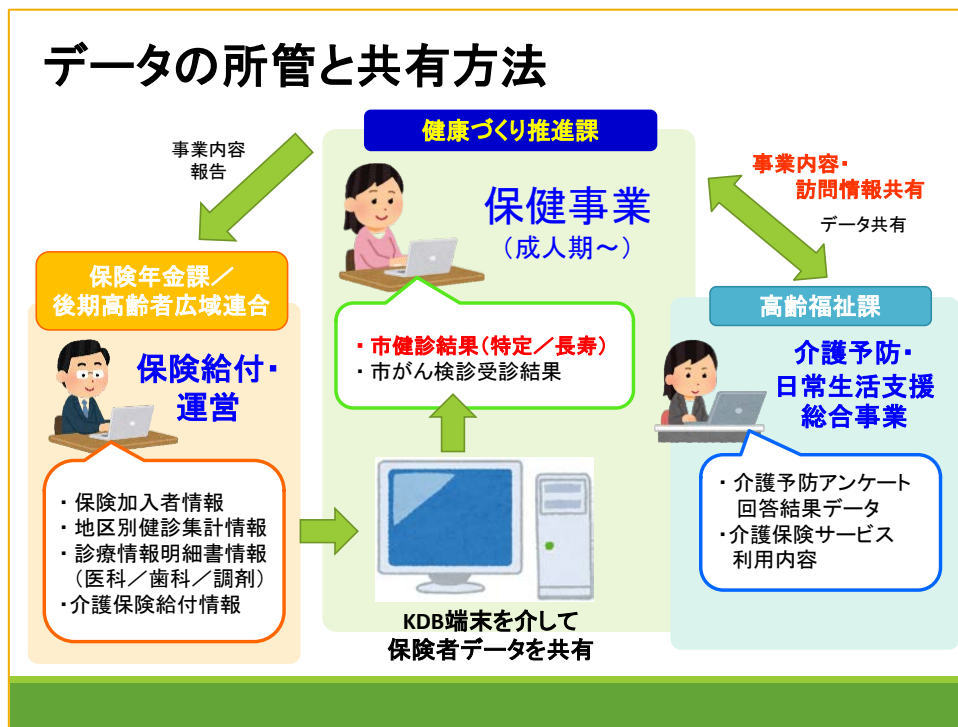 データの所管と共有方法
健康づくり推進課
事業内容
報告
保健事業
（成人期～）
事業内容・
訪問情報共有
データ共有
保険年金課／
後期高齢者広域連合
保険給付・
運営
・市健診結果（特定／長寿）
・市がん検診受診結果
高齢福祉課
介護予防・
日常生活支援
総合事業
・保険加入者情報
・地区別健診集計情報
・診療情報明細書情報
（医科／歯科／調剤）
・介護保険給付情報
・介護予防アンケート
回答結果データ
・介護保険サービス
利用内容
KDB端末を介して
保険者データを共有